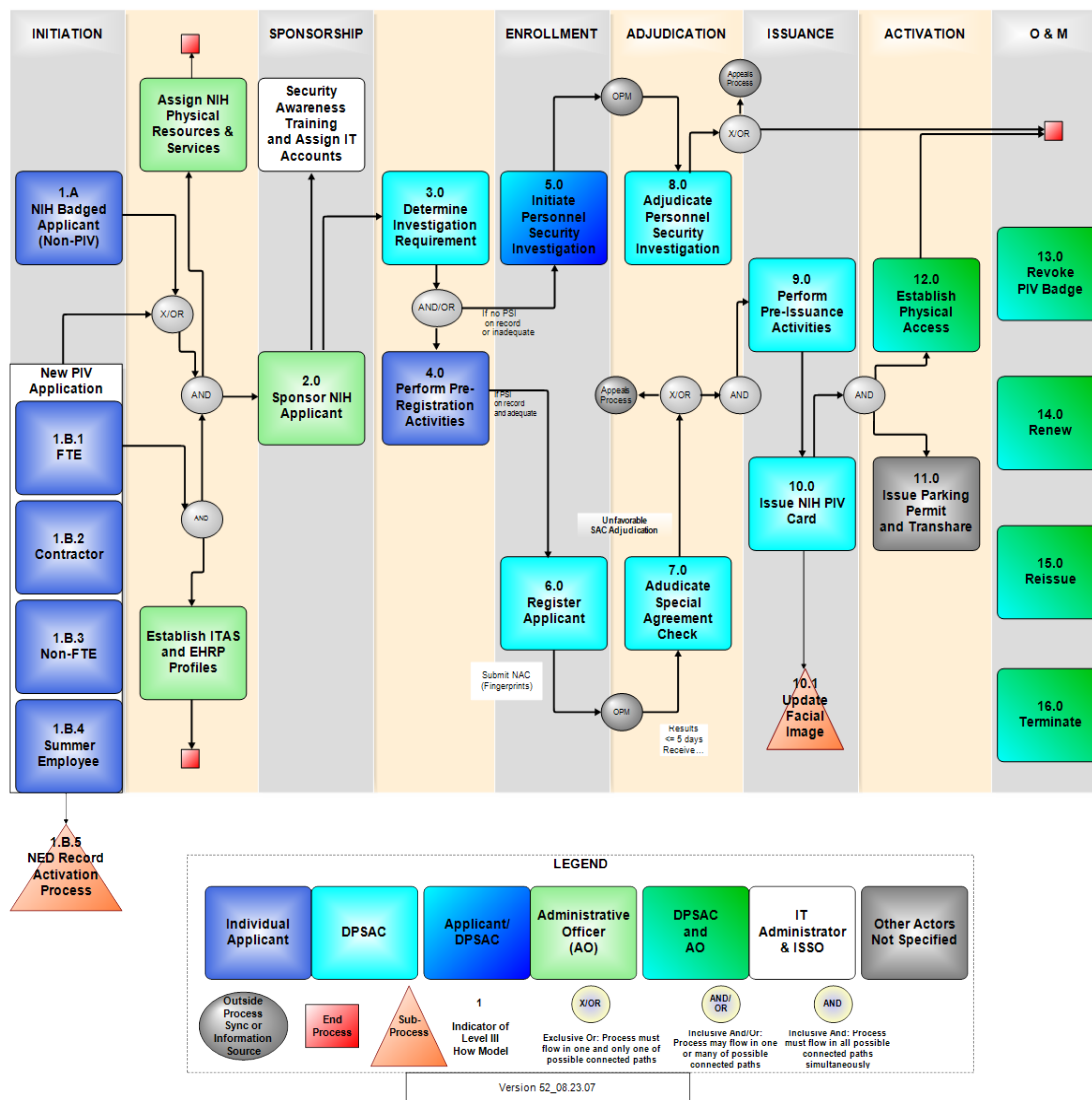 INITIATION
SPONSORSHIP
ENROLLMENT
ADJUDICATION
ISSUANCE
ACTIVATION
O & M
Assign NIH
Physical
Resources &
Services
Security
Awareness
Training
and Assign IT
Accounts
OPM
Appeals
Process
X/OR
1.A
NIH Badged
Applicant
(Non-PIV)
3.0
Determine
Investigation
Requirement
5.0
Initiate
Personnel
Security
Investigation
8.0
Adjudicate
Personnel
Security
Investigation
13.0
Revoke
PIV Badge
X/OR
AND/OR
If no PSI
on record
or inadequate
9.0
Perform
Pre-Issuance
Activities
12.0
Establish
Physical
Access
New PIV
Application
AND
2.0
Sponsor NIH
Applicant
4.0
Perform Pre-
Registration
Activities
If PSI
on record
and adequate
Appeals
Process
X/OR
AND
AND
14.0
Renew
1.B.1
FTE
AND
10.0
Issue NIH PIV
Card
11.0
Issue Parking
Permit
and Transhare
1.B.2
Contractor
Unfavorable
SAC Adjudication
15.0
Reissue
6.0
Register
Applicant
7.0
Adudicate
Special
Agreement
Check
1.B.3
Non-FTE
Establish ITAS
and EHRP
Profiles
Submit NAC
(Fingerprints)
OPM
Results
<= 5 days
Receive...
10.1
Update
Facial
Image
16.0
Terminate
1.B.4
Summer
Employee
1.B.5
NED Record
Activation
Process
LEGEND
Individual
Applicant
DPSAC
Applicant/
DPSAC
Administrative
Officer
(AO)
DPSAC
and
AO
IT
Administrator
& ISSO
Other Actors
Not Specified
Outside
Process
Sync or
Information
Source
End
Process
Sub-
Process
1
Indicator of
Level III
How Model
X/OR
Exclusive Or: Process must
flow in one and only one of
possible connected paths
AND/
OR
Inclusive And/Or:
Process may flow in one
or many of possible
connected paths
AND
Inclusive And: Process
must flow in all possible
connected paths
simultaneously
Version 52_08.23.07